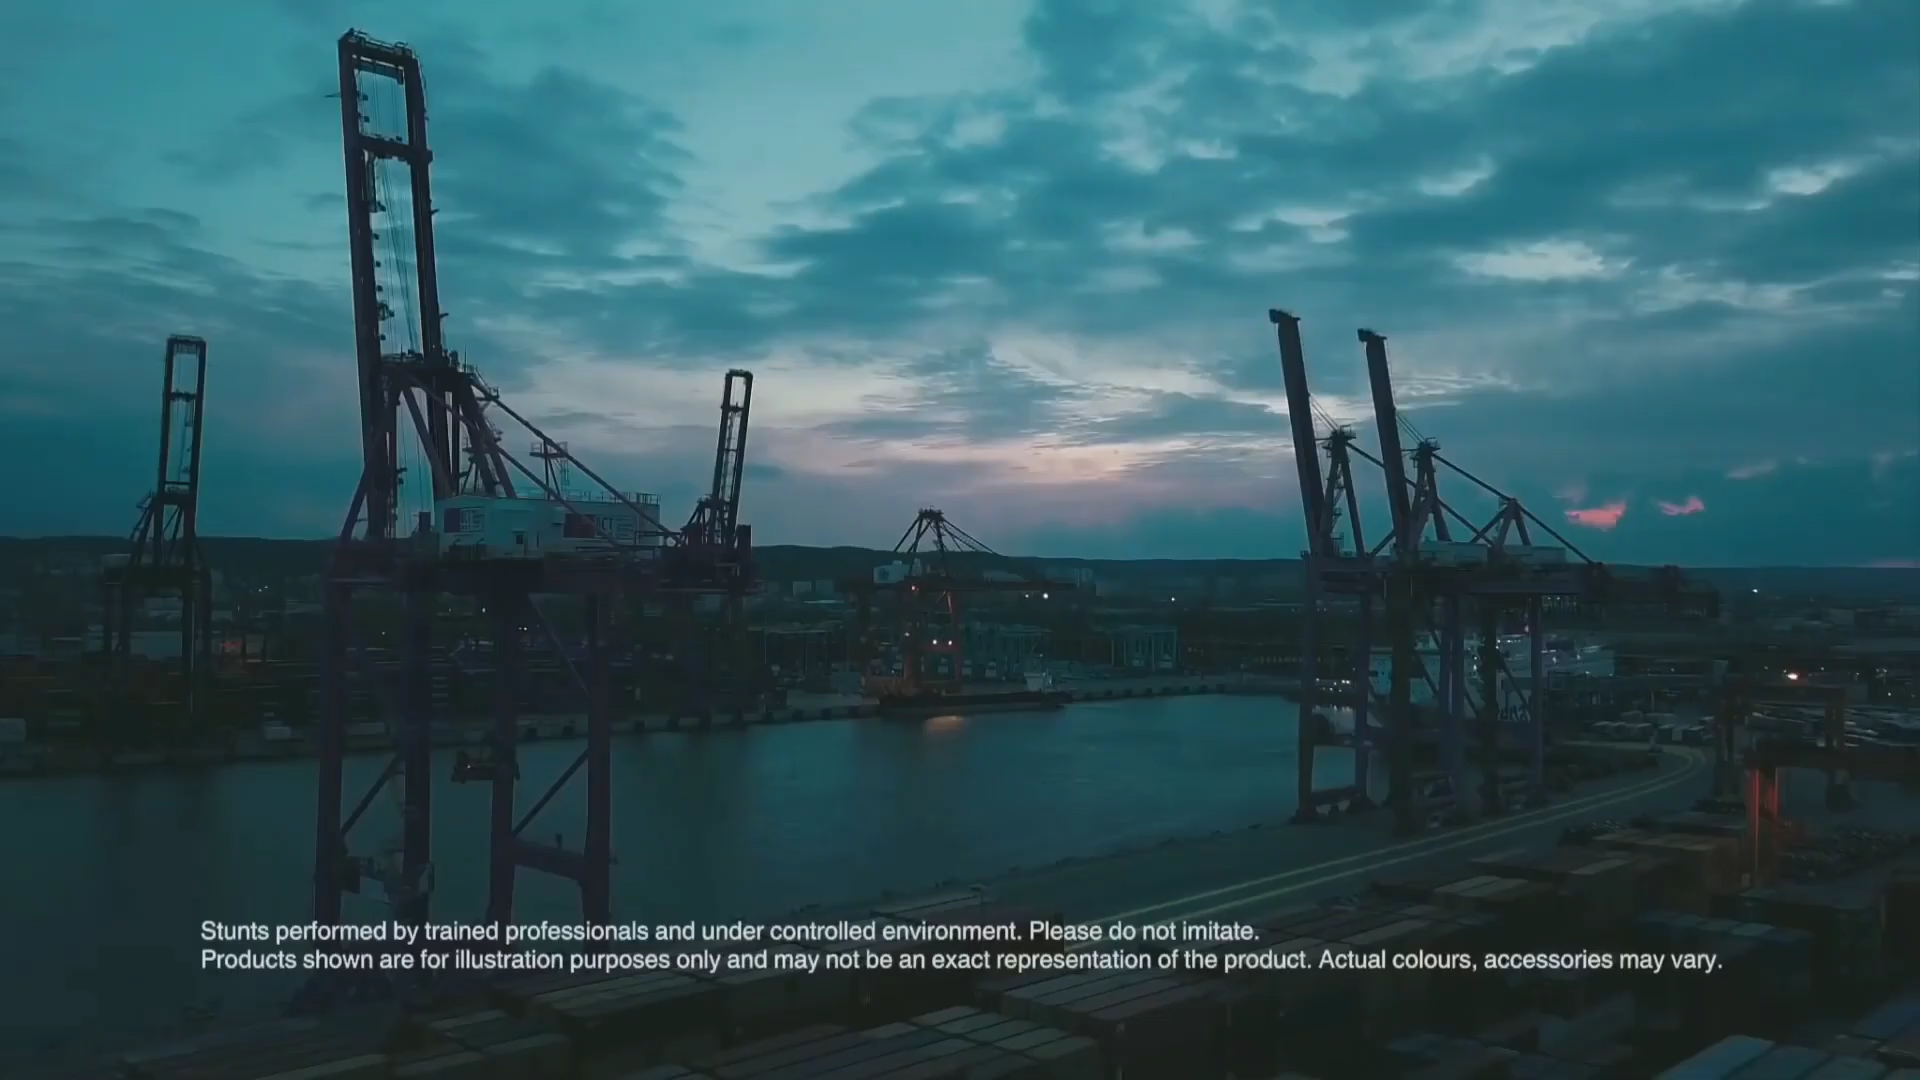 Stunts performed by trained professionals and under controlled environment. Please do not imitate.
Products shown are for illustration purposes only and may not be an exact representation of the product. Actual colours, accessories may vary.